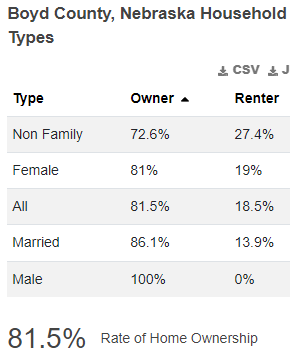 Boyd County, Nebraska Household
Types
CSV J
Type Owner Renter
Non Family 72.6% 27.4%
Female 81% 19%
All 81.5% 18.5%
Married 86.1% 13.9%
Male 100% 0%
81.5% Rate of Home Ownership